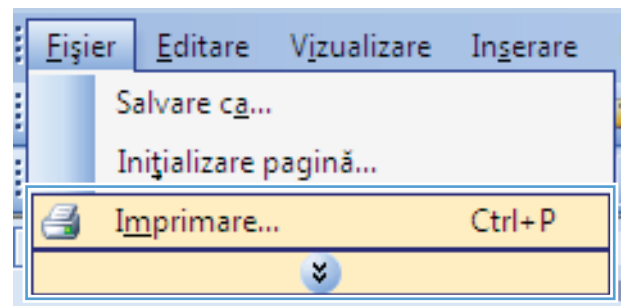 Fişier Editare Vizualizare Inserare
Salvare ca...
Iniţializare pagină...
Imprimare... Ctrl+P